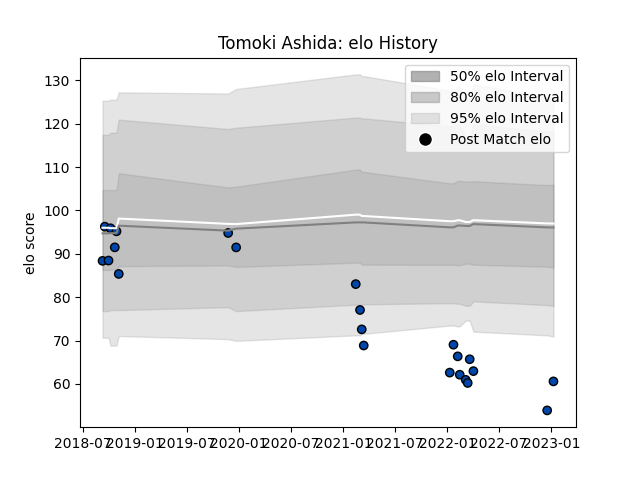 Tomoki Ashida: elo History
50% elo Interval
80% elo Interval
95% elo Interval
Post Match elo
elo score
130
120
110
100
90
80
70
60
2018-07 2019-01 2019-07 2020-01 2020-07 2021-01 2021-07 2022-01 2022-07 2023-01